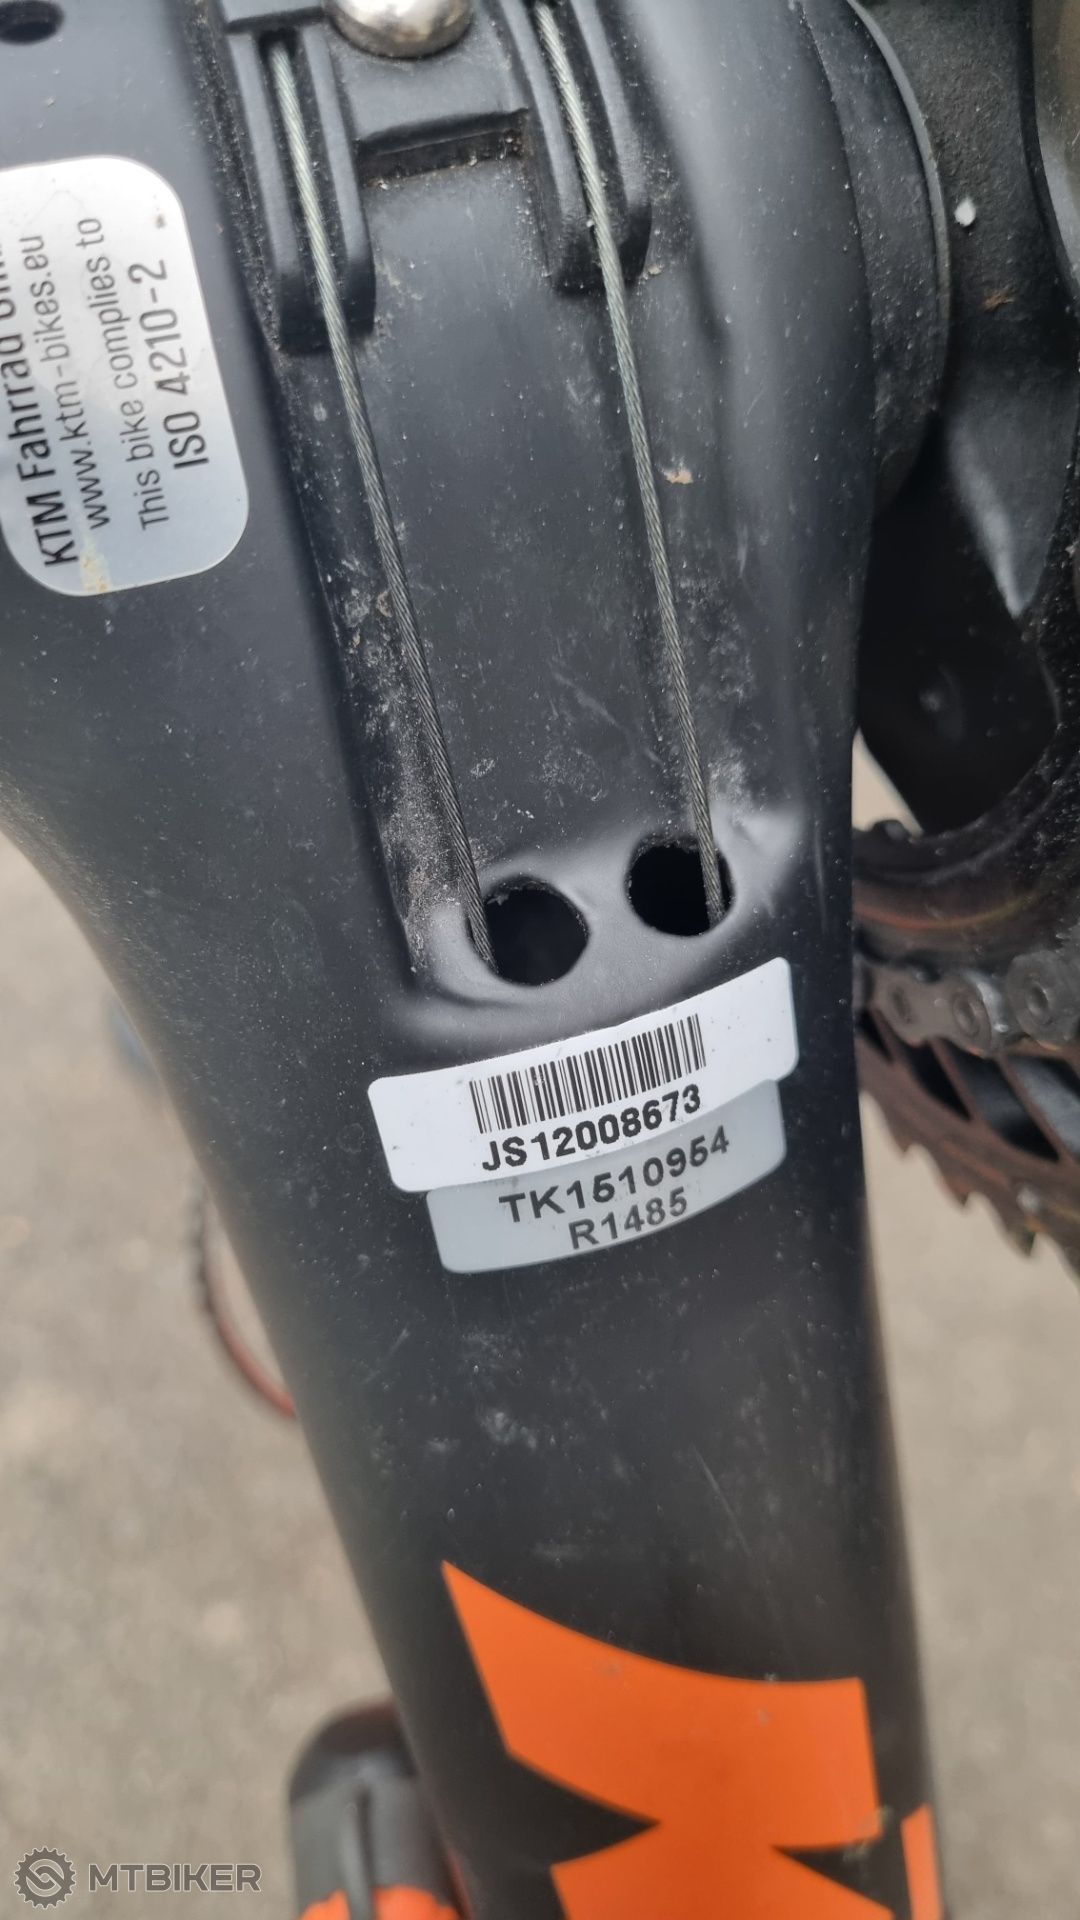 KTM Fahrrad
www.ktm-bikes.eu
This bike complies to
ISO 4210-2
JS12008673
TK1510954
R1485
MTBIKER